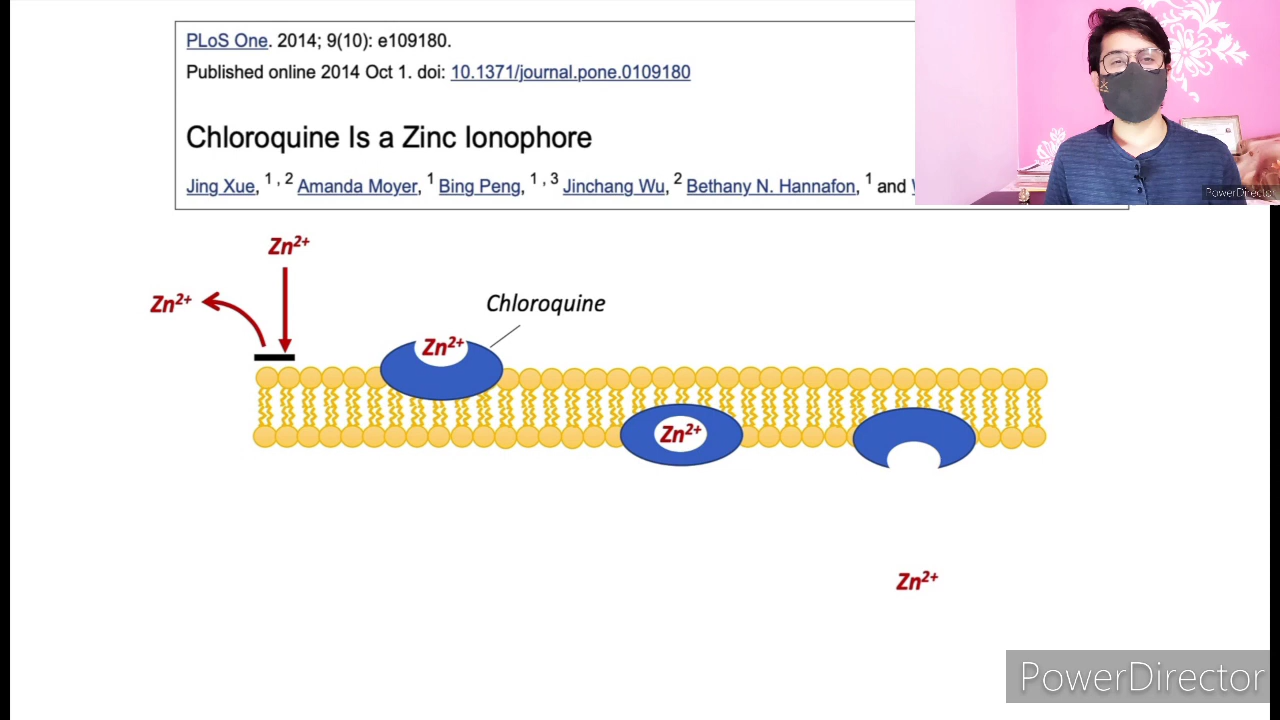 PLoS One. 2014; 9(10): e109180.
Published online 2014 Oct 1. doi: 10.1371/journal.pone.0109180
Chloroquine Is a Zinc Ionophore
Jing Xue, 1, 2 Amanda Moyer, 1 Bing Peng, 1, 3 Jinchang Wu, 2 Bethany N. Hannafon, 1 and
PowerDirector
Zn2+
Zn2+
Chloroquine
Zn2+
Zn2+
Zn2+
PowerDirector